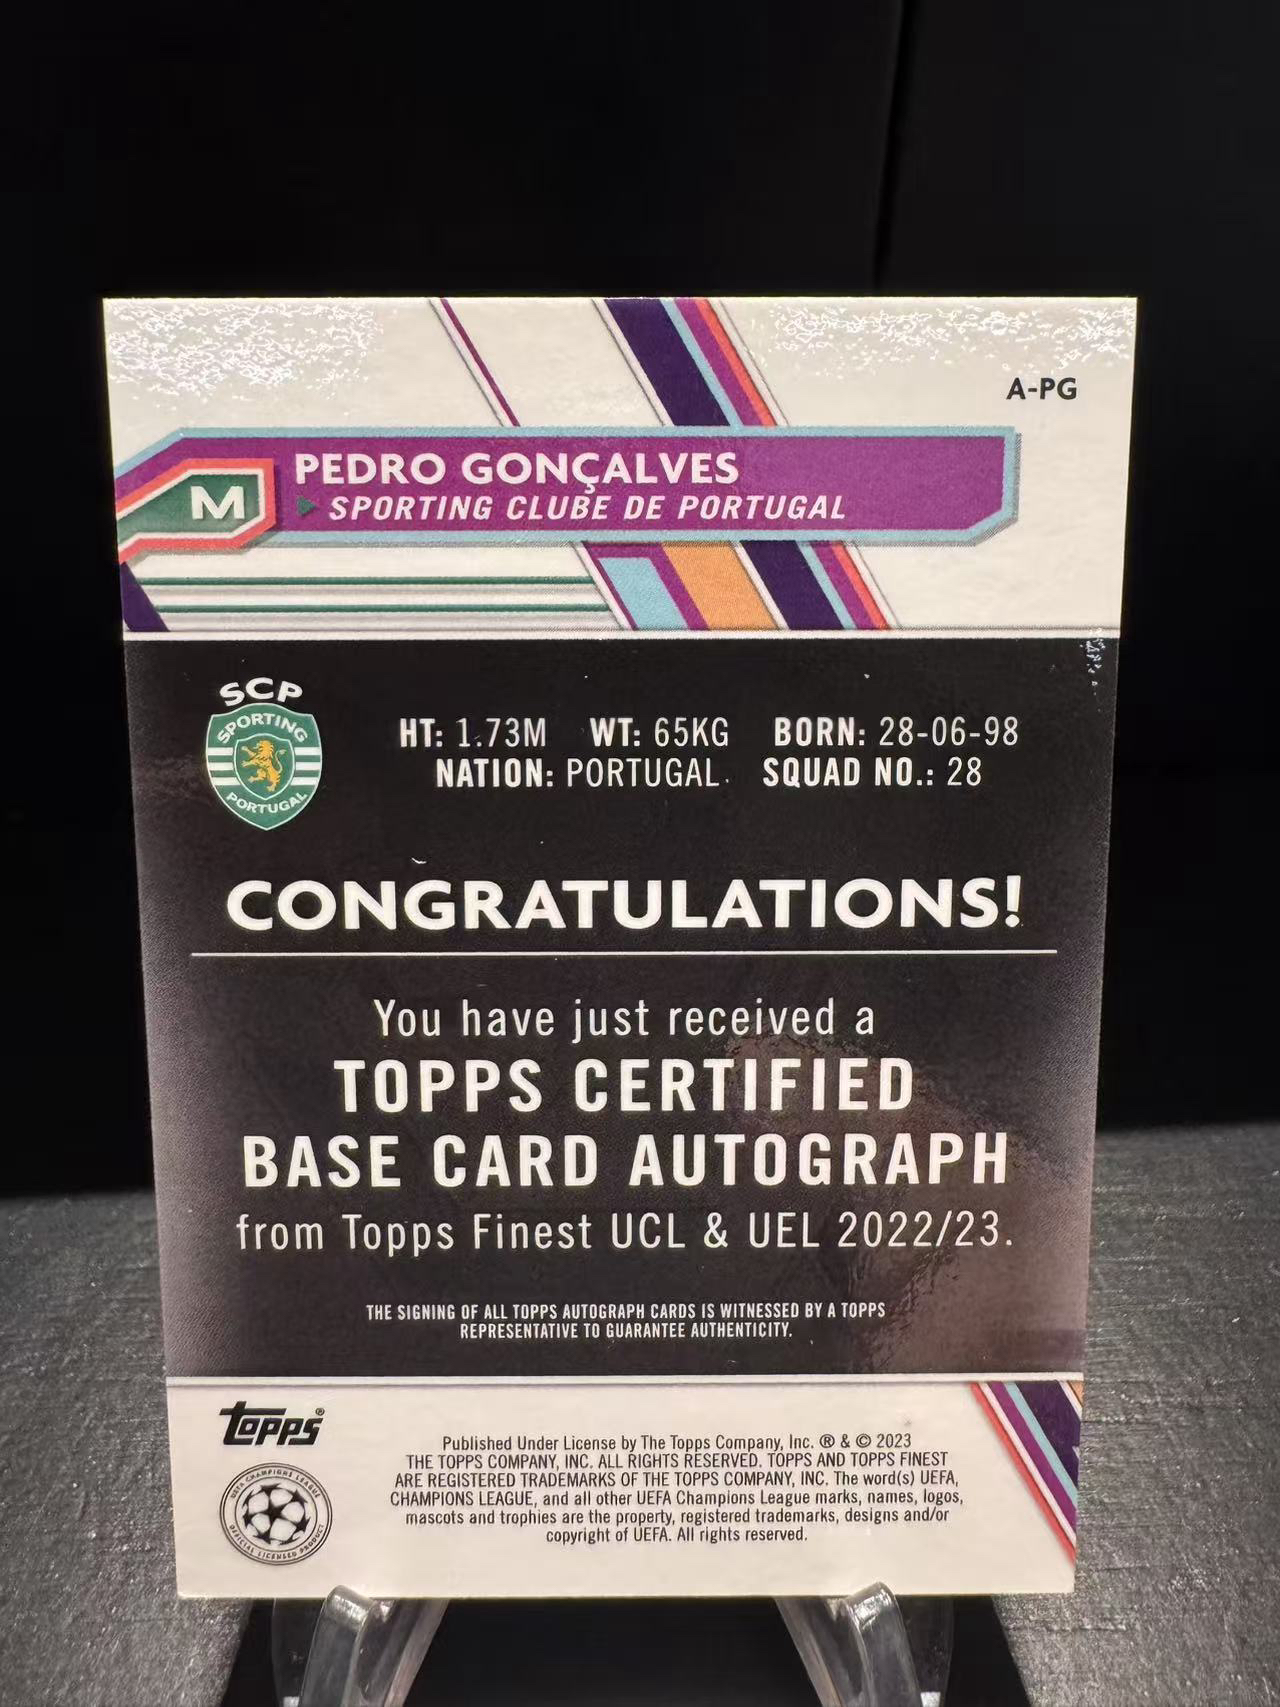 A-PG
PEDRO GONÇALVES
M
SPORTING CLUBE DE PORTUGAL
SCP
SPORTING
PORTUGAL
HT: 1.73M WT: 65KG BORN: 28-06-98
NATION: PORTUGAL SQUAD NO.: 28
CONGRATULATIONS!
You have just received a
TOPPS CERTIFIED
BASE CARD AUTOGRAPH
from Topps Finest UCL & UEL 2022/23.
THE SIGNING OF ALL TOPPS AUTOGRAPH CARDS IS WITNESSED BY A TOPPS
REPRESENTATIVE TO GUARANTEE AUTHENTICITY.
topps®
UEFA CHAMPIONS LEAGUE
OFFICIAL LICENSED PRODUCT
Published Under License by The Topps Company, Inc. ® & © 2023
THE TOPPS COMPANY, INC. ALL RIGHTS RESERVED. TOPPS AND TOPPS FINEST
ARE REGISTERED TRADEMARKS OF THE TOPPS COMPANY, INC. The word(s) UEFA,
CHAMPIONS LEAGUE, and all other UEFA Champions League marks, names, logos,
mascots and trophies are the property, registered trademarks, designs and/or
copyright of UEFA. All rights reserved.